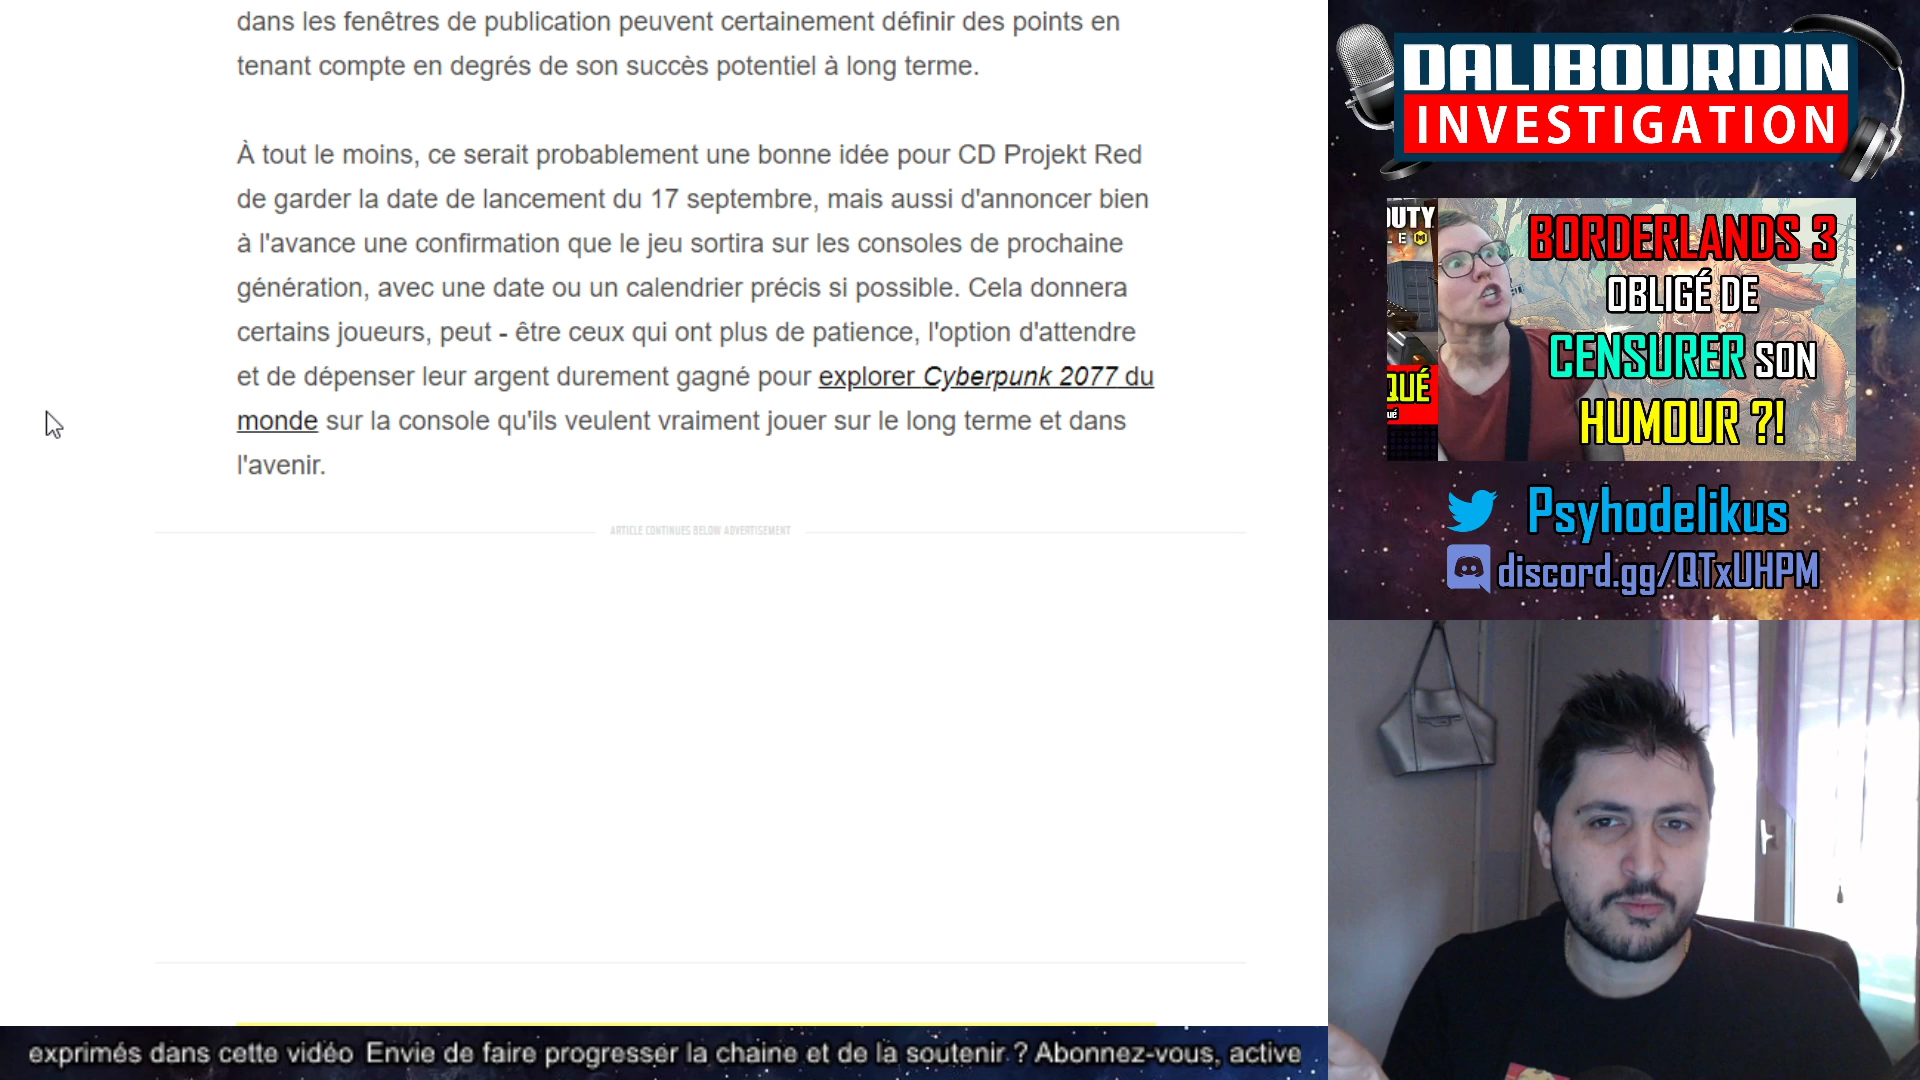 dans les fenêtres de publication peuvent certainement définir des points en
tenant compte en degrés de son succès potentiel à long terme.
À tout le moins, ce serait probablement une bonne idée pour CD Projekt Red
de garder la date de lancement du 17 septembre, mais aussi d'annoncer bien
à l'avance une confirmation que le jeu sortira sur les consoles de prochaine
génération, avec une date ou un calendrier précis si possible. Cela donnera
certains joueurs, peut - être ceux qui ont plus de patience, l'option d'attendre
et de dépenser leur argent durement gagné pour explorer Cyberpunk 2077 du
monde sur la console qu'ils veulent vraiment jouer sur le long terme et dans
l'avenir.
ARTICLE CONTINUES BELOW ADVERTISEMENT
exprimés dans cette vidéo Envie de faire progresser la chaine et de la soutenir ? Abonnez-vous, active
DALIBOURDIN
INVESTIGATION
BORDERLANDS 3
OBLIGÉ DE
CENSURER SON
HUMOUR ?!
Psyhodelikus
discord.gg/QTxUHPM